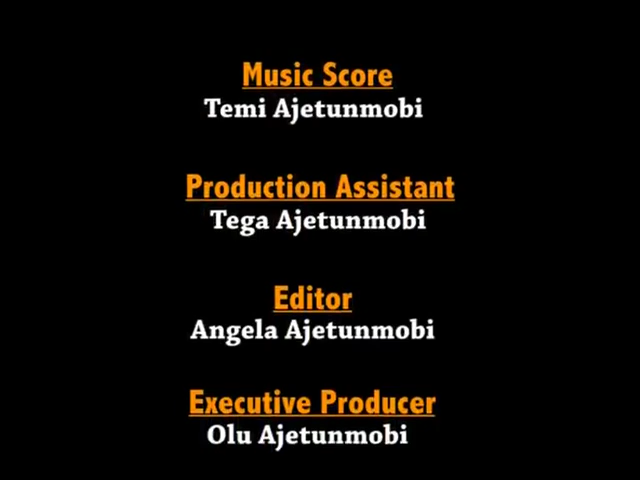 Music Score
Temi Ajetunmobi
Production Assistant
Tega Ajetunmobi
Editor
Angela Ajetunmobi
Executive Producer
Olu Ajetunmobi